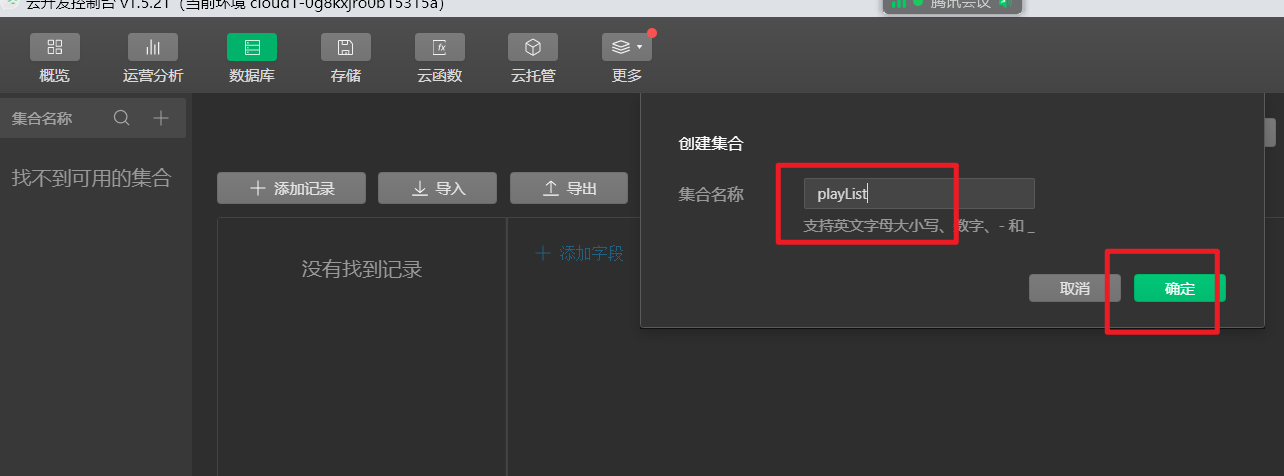 云开发控制台 v1.5.21（当前环境 cloud1-0g8kxjro0b15315a）
腾讯会议
概览 运营分析 数据库 存储 云函数 云托管 更多
集合名称
找不到可用的集合
添加记录 导入 导出
没有找到记录
添加字段
创建集合
集合名称 playList
支持英文字母大小写、数字、- 和 _
取消 确定